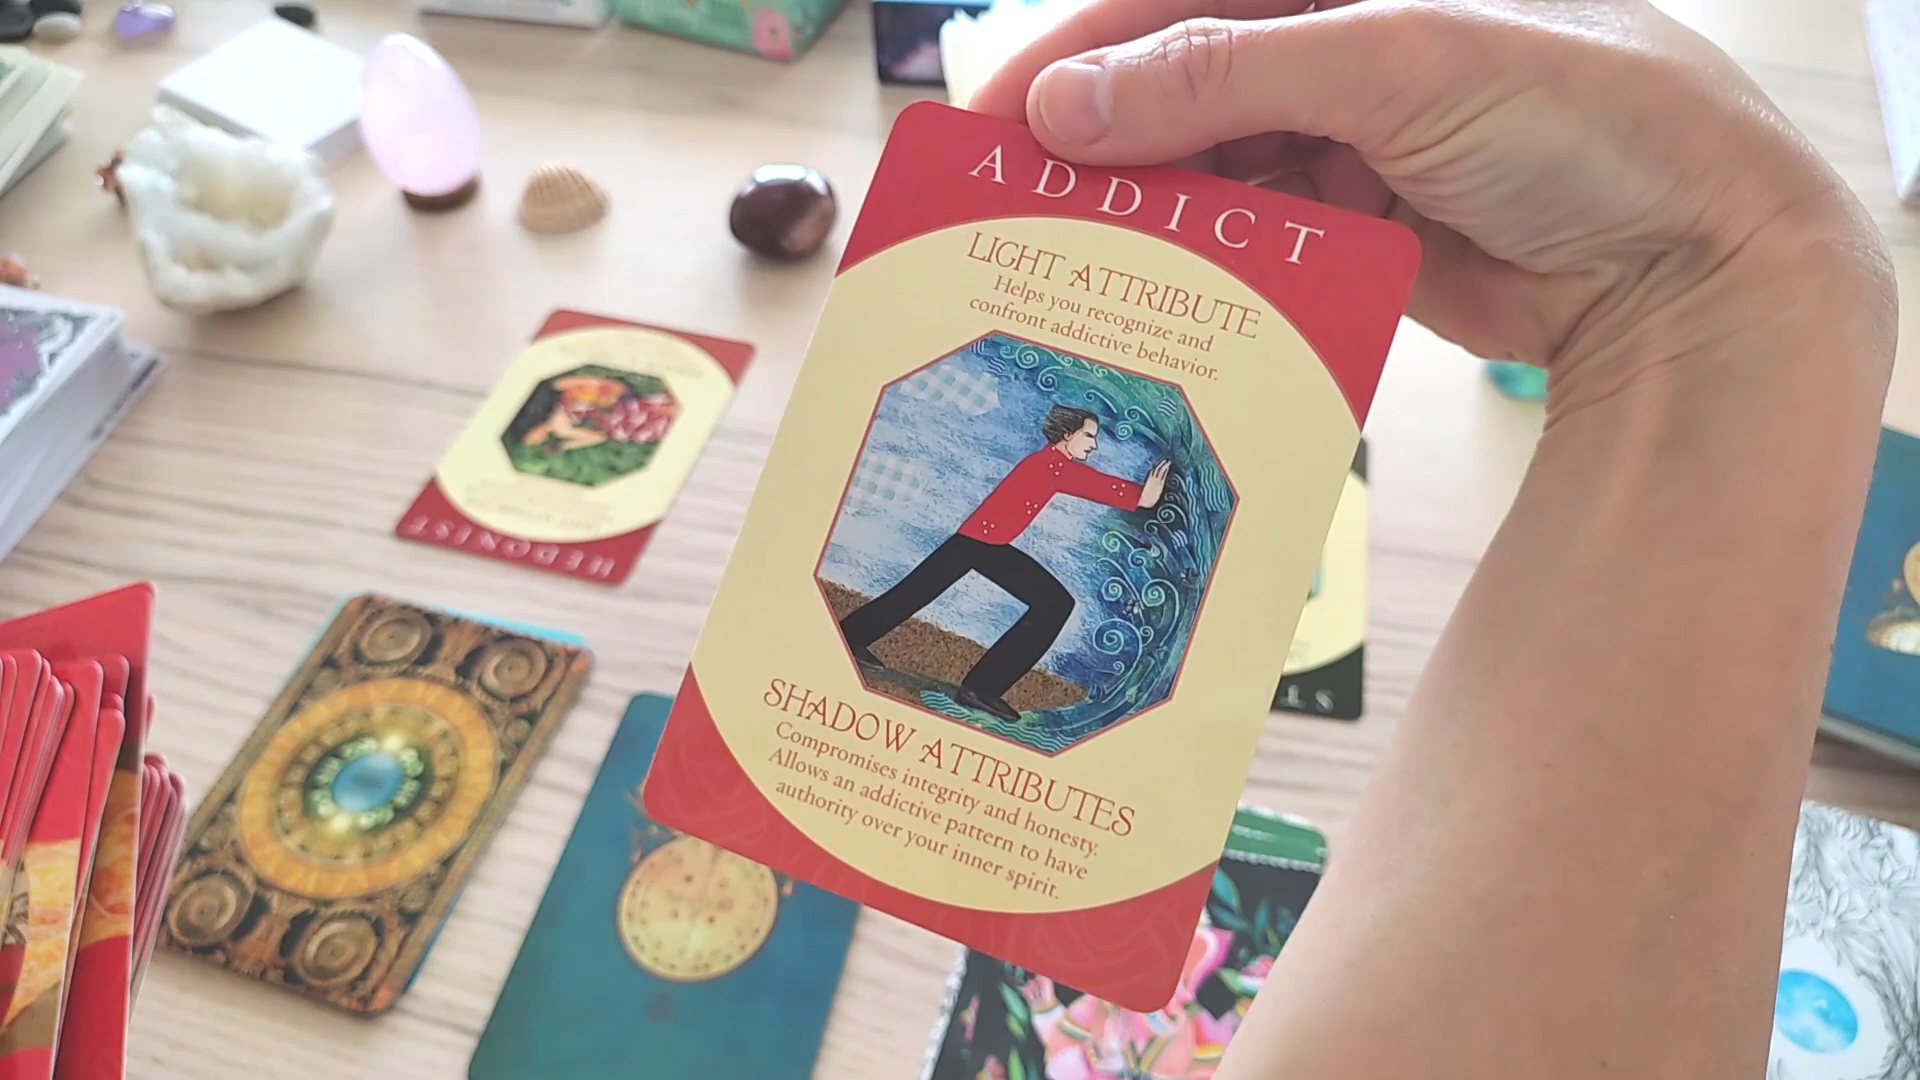 ADDICT
LIGHT ATTRIBUTE
Helps you recognize and
confront addictive behavior.
SHADOW ATTRIBUTES
Compromises integrity and honesty.
Allows an addictive pattern to have
authority over your inner spirit.
HEDONIST